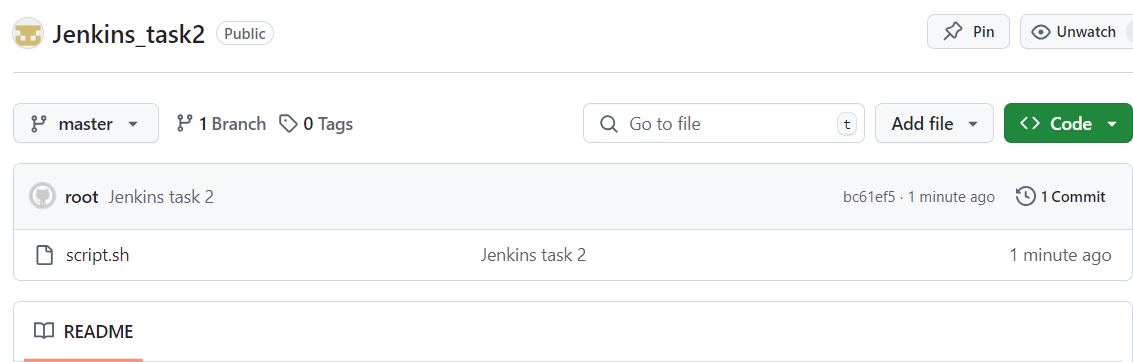 Jenkins_task2 Public Pin Unwatch
master 1 Branch 0 Tags Go to file t Add file Code
root Jenkins task 2 bc61ef5 · 1 minute ago 1 Commit
script.sh Jenkins task 2 1 minute ago
README